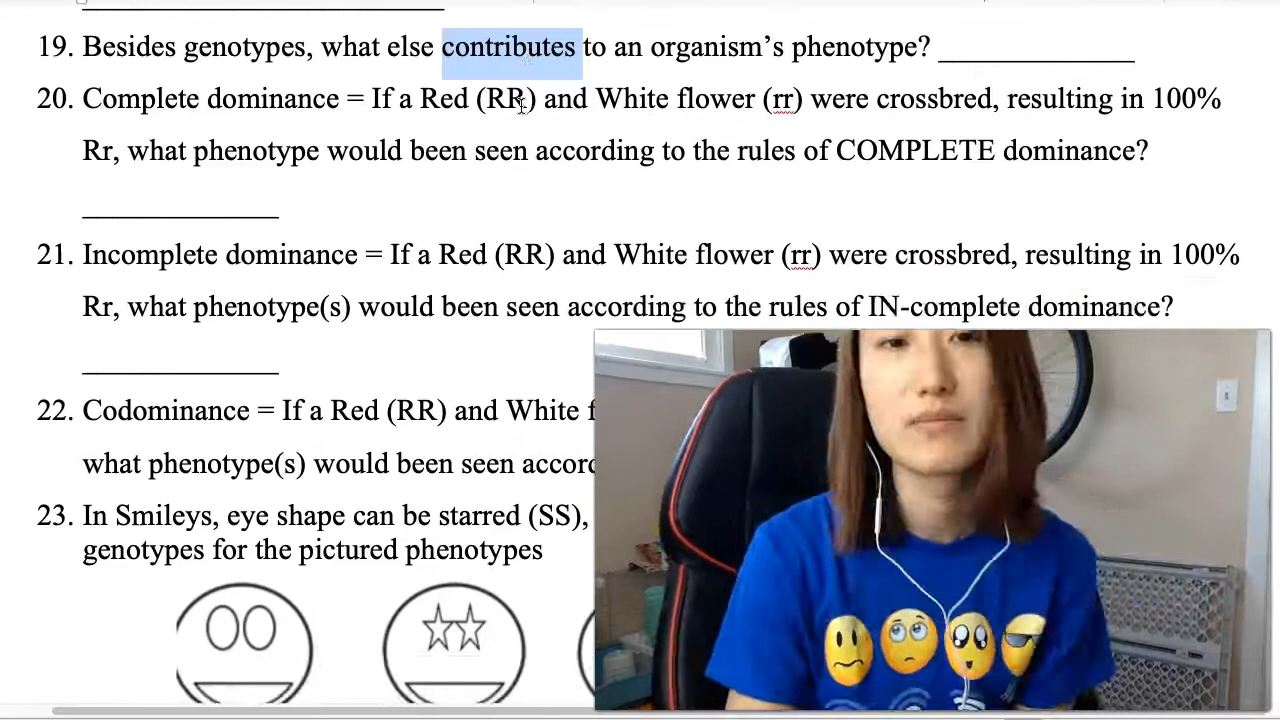 19. Besides genotypes, what else contributes to an organism’s phenotype? ______________
20. Complete dominance = If a Red (RR) and White flower (rr) were crossbred, resulting in 100%
Rr, what phenotype would been seen according to the rules of COMPLETE dominance?
______________
21. Incomplete dominance = If a Red (RR) and White flower (rr) were crossbred, resulting in 100%
Rr, what phenotype(s) would been seen according to the rules of IN-complete dominance?
______________
22. Codominance = If a Red (RR) and White
what phenotype(s) would been seen
23. In Smileys, eye shape can be starred (SS),
genotypes for the pictured phenotypes